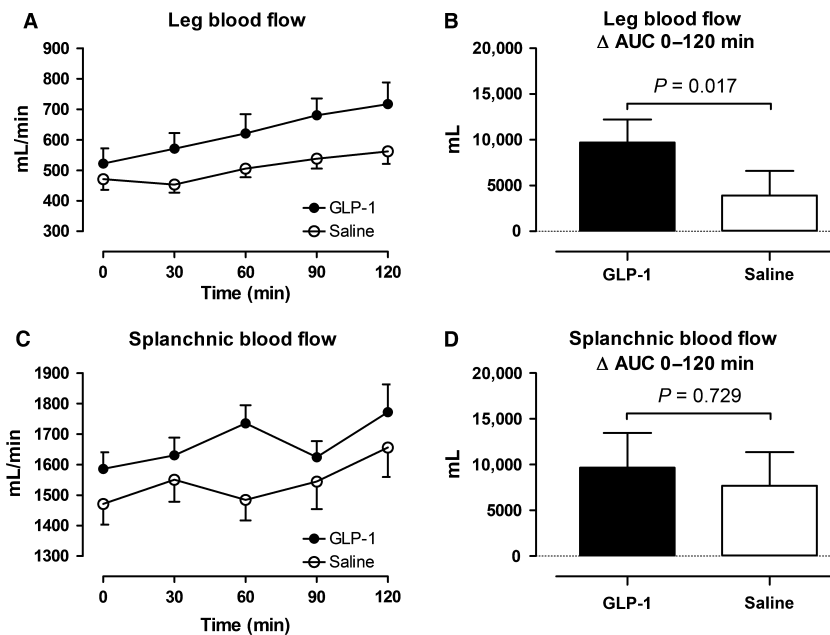 A
Leg blood flow
900
800
700
600
500
400
300
mL/min
GLP-1
Saline
0 30 60 90 120
Time (min)
B
Leg blood flow
Δ AUC 0–120 min
20,000
15,000
10,000
5000
0
mL
P = 0.017
GLP-1 Saline
C
Splanchnic blood flow
1900
1800
1700
1600
1500
1400
1300
mL/min
GLP-1
Saline
0 30 60 90 120
Time (min)
D
Splanchnic blood flow
Δ AUC 0–120 min
20,000
15,000
10,000
5000
0
mL
P = 0.729
GLP-1 Saline